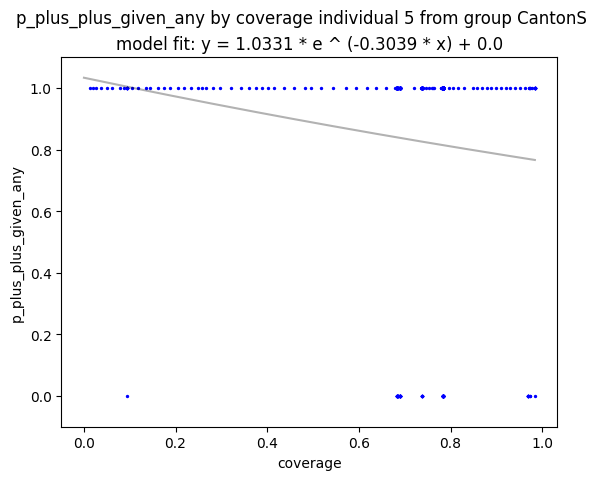 p_plus_plus_given_any by coverage individual 5 from group CantonS
model fit: y = 1.0331 * e ^ (-0.3039 * x) + 0.0
1.0
0.8
0.6
0.4
0.2
0.0
p_plus_plus_given_any
0.0 0.2 0.4 0.6 0.8 1.0
coverage